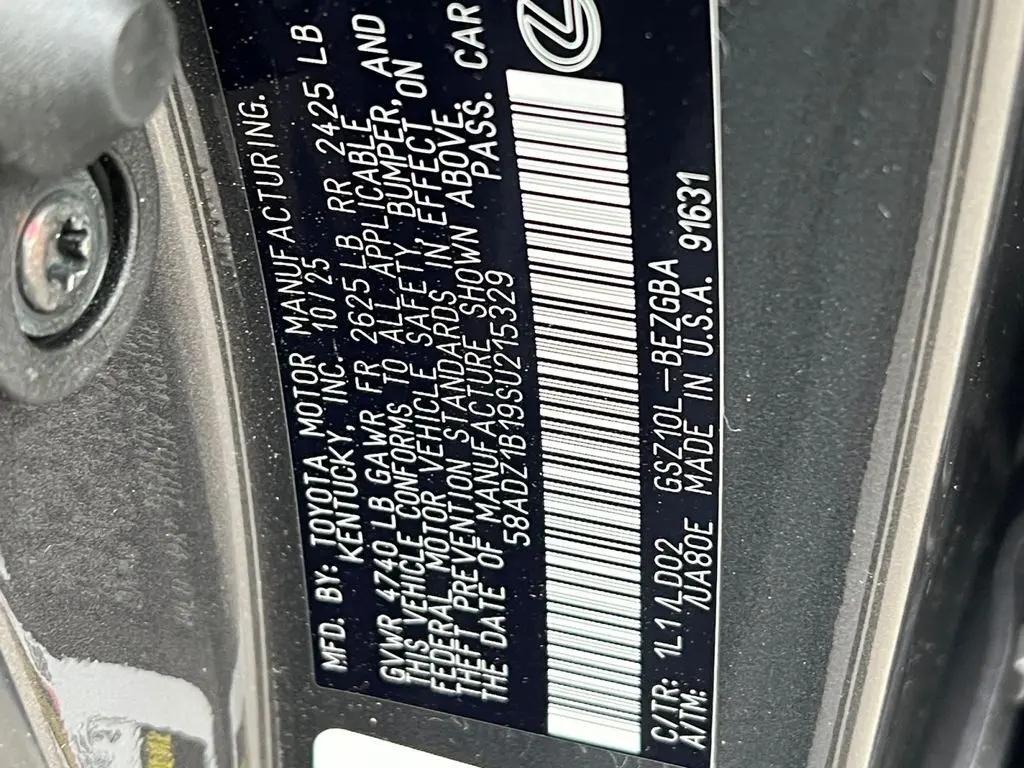 MFD. BY: TOYOTA MOTOR MANUFACTURING.
KENTUCKY, INC. 10/25
GVWR 4740 LB GAWR FR 2625 LB RR 2425 LB
THIS VEHICLE CONFORMS TO ALL APPLICABLE
FEDERAL MOTOR VEHICLE SAFETY, BUMPER, AND
THEFT PREVENTION STANDARDS IN EFFECT ON
THE DATE OF MANUFACTURE SHOWN ABOVE.
58ADZ1B19SU215329 PASS. CAR
C/TR: 1L1/LD02 GSZ10L-BEZGBA
A/TM: /UA80E MADE IN U.S.A. 91631